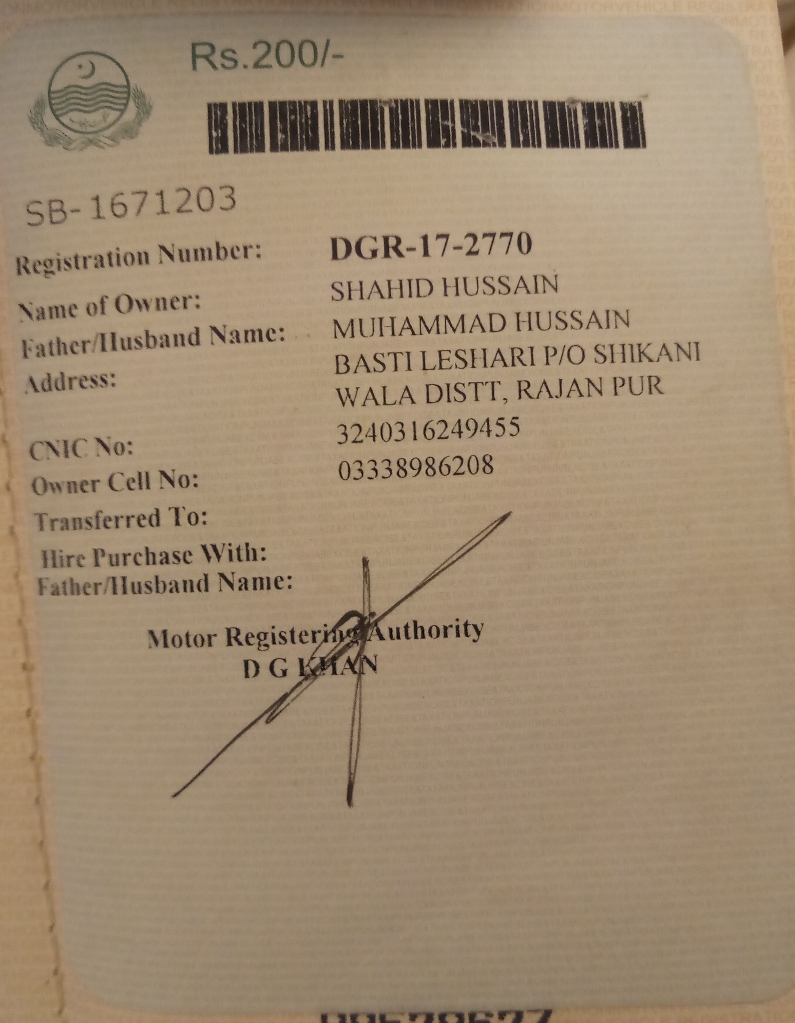 Rs.200/-
SB-1671203
Registration Number: DGR-17-2770
Name of Owner: SHAHID HUSSAIN
Father/Husband Name: MUHAMMAD HUSSAIN
Address: BASTI LESHARI P/O SHIKANI
WALA DISTT, RAJAN PUR
CNIC No: 3240316249455
Owner Cell No: 03338986208
Transferred To:
Hire Purchase With:
Father/Husband Name:
Motor Registering Authority
D G KHAN